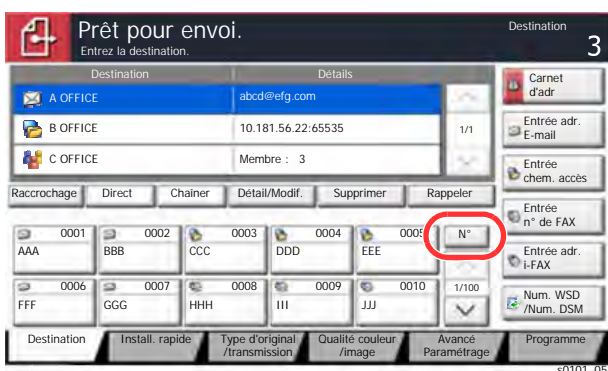 Prêt pour envoi.
Entrez la destination.
Destination
3
Destination Détails
A OFFICE abcd@efg.com
B OFFICE 10.181.56.22:65535 1/1
C OFFICE Membre : 3
Raccrochage Direct Chaîner Détail/Modif. Supprimer Rappeler
0001 0002 0003 0004 0005 N°
AAA BBB CCC DDD EEE
0006 0007 0008 0009 0010 1/100
FFF GGG HHH III JJJ
Carnet
d'adr
Entrée adr.
E-mail
Entrée
chem. accès
Entrée
n° de FAX
Entrée adr.
i-FAX
Num. WSD
/Num. DSM
Destination
Install. rapide
Type d'original
/transmission
Qualité couleur
/image
Avancé
Paramétrage
Programme
s0101_05